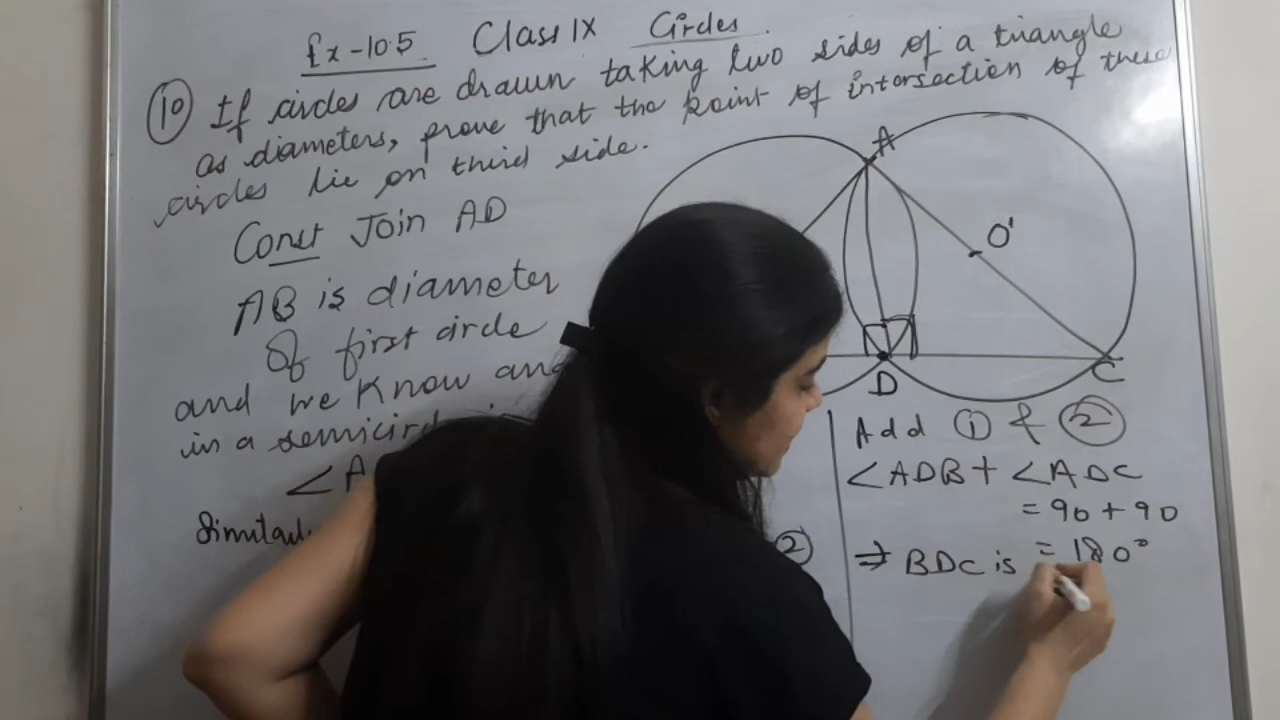 Ex-10.5 Class IX Circles
10 If circles are drawn taking two sides of a triangle
as diameters, prove that the point of intersection of these
circles lie on third side.
Const Join AD
AB is diameter
of first circle
and we know
in a semicircl
∠A
Similarl
2
A
O'
D
C
Add ① & ②
∠ADB + ∠ADC
= 90 + 90
= 180°
⇒ BDC is